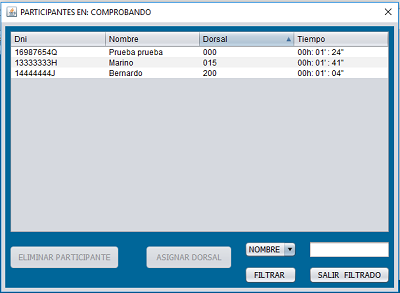 PARTICIPANTES EN: COMPROBANDO
Dni Nombre Dorsal Tiempo
16987654Q Prueba prueba 000 00h: 01' : 24"
13333333H Marino 015 00h: 01' : 41"
14444444J Bernardo 200 00h: 01' : 04"
ELIMINAR PARTICIPANTE ASIGNAR DORSAL NOMBRE
FILTRAR SALIR FILTRADO